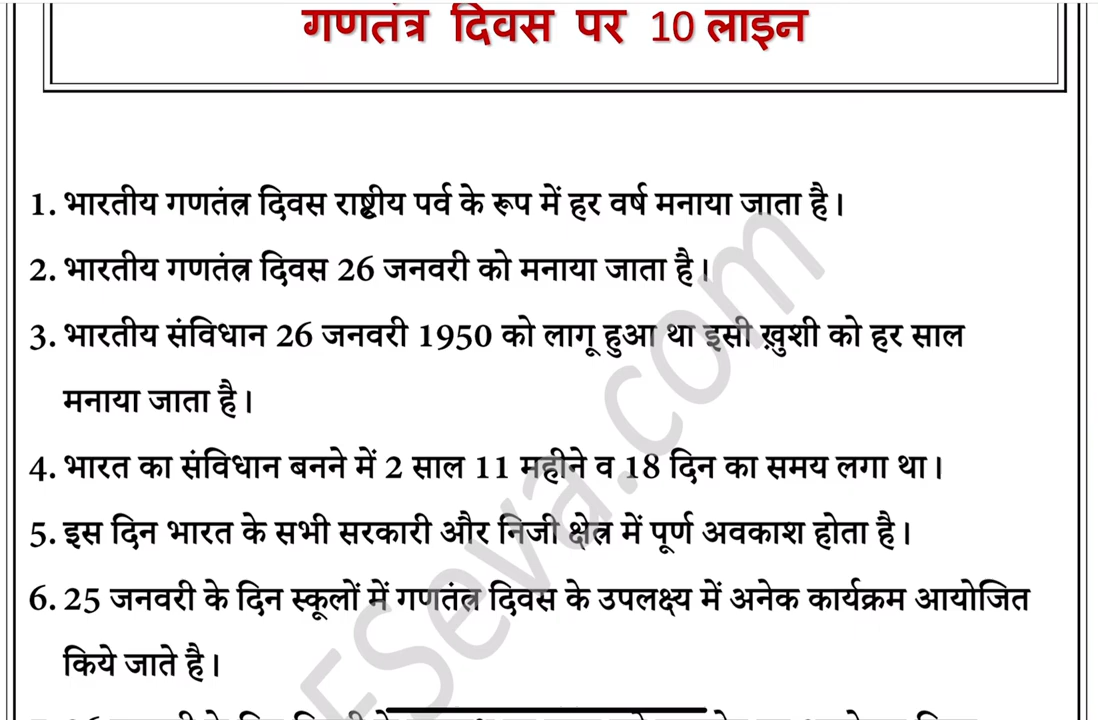 गणतंत्र दिवस पर 10 लाइन
1. भारतीय गणतंत्र दिवस राष्ट्रीय पर्व के रूप में हर वर्ष मनाया जाता है।
2. भारतीय गणतंत्र दिवस 26 जनवरी को मनाया जाता है।
3. भारतीय संविधान 26 जनवरी 1950 को लागू हुआ था इसी ख़ुशी को हर साल
मनाया जाता है।
4. भारत का संविधान बनने में 2 साल 11 महीने व 18 दिन का समय लगा था।
5. इस दिन भारत के सभी सरकारी और निजी क्षेत्र में पूर्ण अवकाश होता है।
6. 25 जनवरी के दिन स्कूलों में गणतंत्र दिवस के उपलक्ष्य में अनेक कार्यक्रम आयोजित
किये जाते है।
ESeva.com